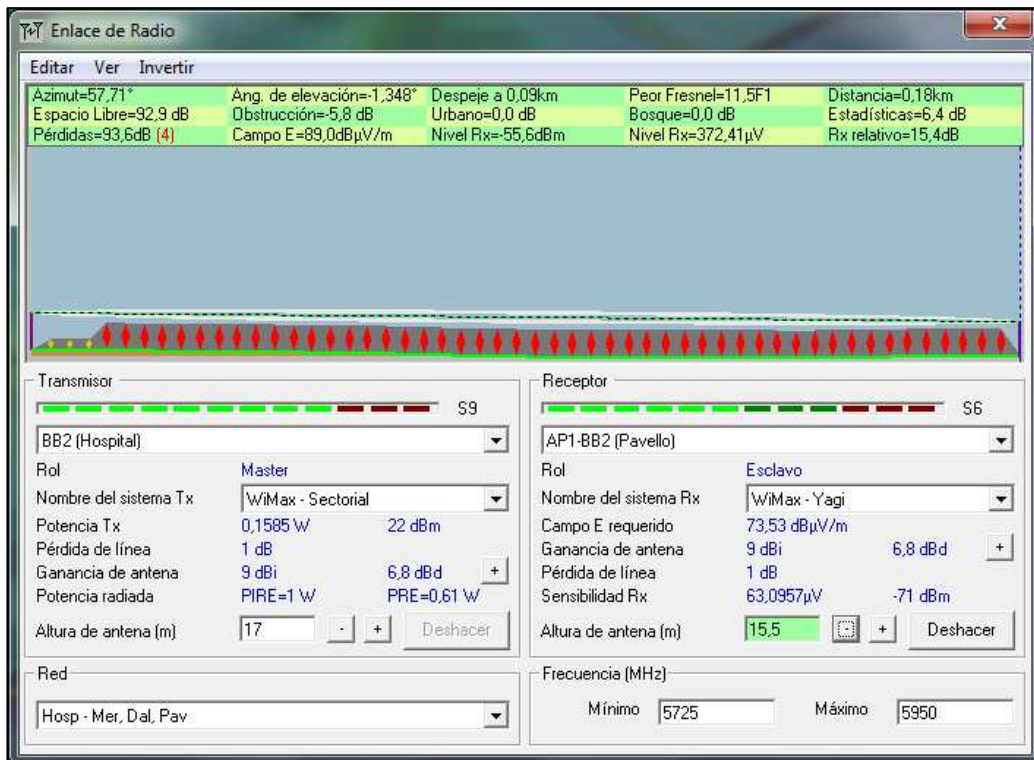 Enlace de Radio
Editar Ver Invertir
Azimut=57,71° Ang. de elevación=-1,348° Despeje a 0,09km Peor Fresnel=11,5F1 Distancia=0,18km
Espacio Libre=92,9 dB Obstrucción=-5,8 dB Urbano=0,0 dB Bosque=0,0 dB Estadísticas=6,4 dB
Pérdidas=93,6dB (4) Campo E=89,0dBµV/m Nivel Rx=-55,6dBm Nivel Rx=372,41µV Rx relativo=15,4dB
Transmisor
S9
BB2 (Hospital)
Rol Master
Nombre del sistema Tx WiMax - Sectorial
Potencia Tx 0,1585 W 22 dBm
Pérdida de línea 1 dB
Ganancia de antena 9 dBi 6,8 dBd +
Potencia radiada PIRE=1 W PRE=0,61 W
Altura de antena (m) 17 - + Deshacer
Receptor
S6
AP1-BB2 (Pavello)
Rol Esclavo
Nombre del sistema Rx WiMax - Yagi
Campo E requerido 73,53 dBµV/m
Ganancia de antena 9 dBi 6,8 dBd +
Pérdida de línea 1 dB
Sensibilidad Rx 63,0957µV -71 dBm
Altura de antena (m) 15,5 - + Deshacer
Red
Hosp - Mer, Dal, Pav
Frecuencia (MHz)
Mínimo 5725 Máximo 5950